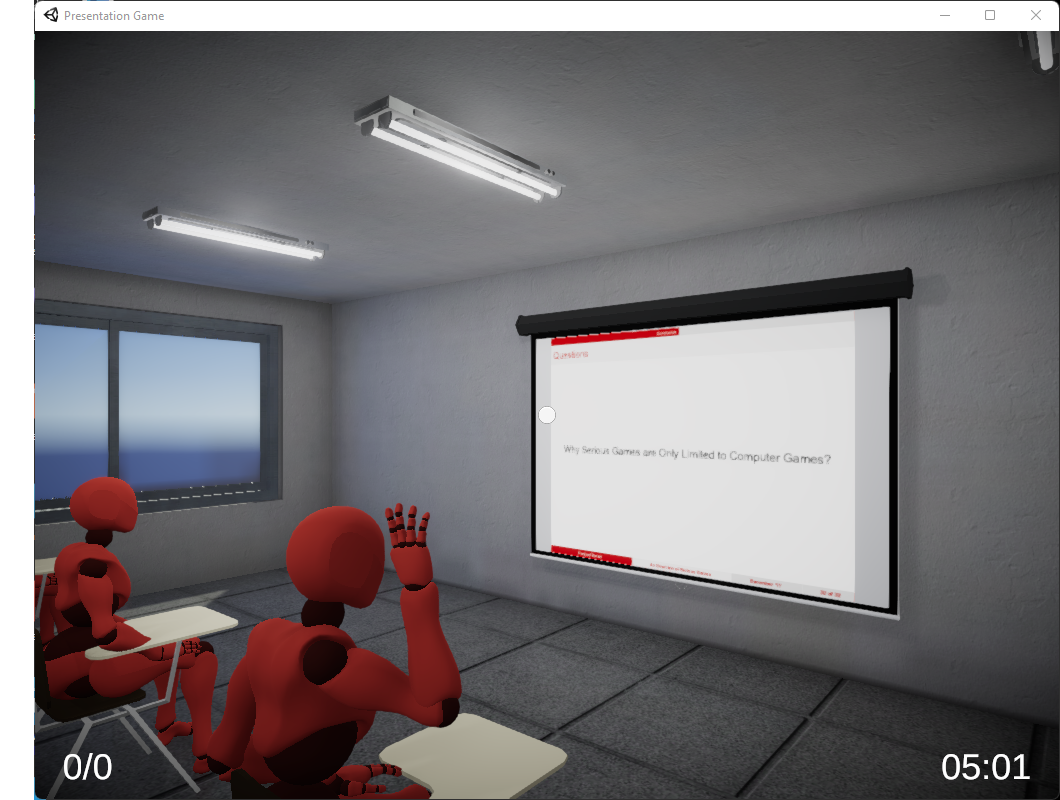 Presentation Game
Questions
Why Serious Games are Only Limited to Computer Games?
0/0
05:01